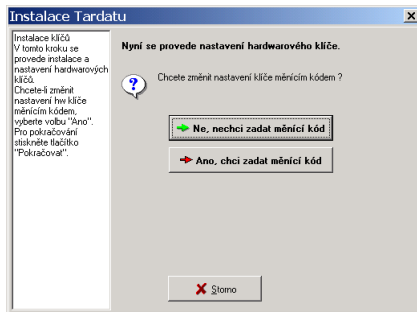 Instalace Tardatu
Instalace klíčů
V tomto kroku se
provede instalace a
nastavení hardwarových
klíčů.
Chcete-li změnit
nastavení hw klíče
měnícím kódem,
vyberte volbu "Ano".
Pro pokračování
stiskněte tlačítko
"Pokračovat".
Nyní se provede nastavení hardwarového klíče.
Chcete změnit nastavení klíče měnícím kódem ?
Ne, nechci zadat měnící kód
Ano, chci zadat měnící kód
Storno